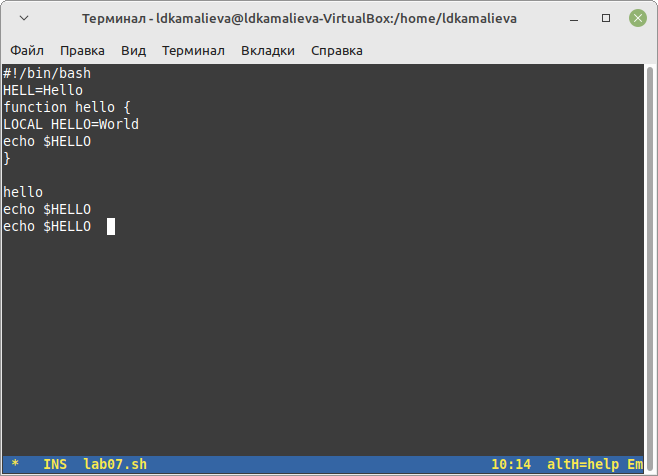 Терминал - ldkamalieva@ldkamalieva-VirtualBox:/home/ldkamalieva
Файл Правка Вид Терминал Вкладки Справка
#!/bin/bash
HELL=Hello
function hello {
LOCAL HELLO=World
echo $HELLO
}
hello
echo $HELLO
echo $HELLO
* INS lab07.sh 10:14 altH=help Em